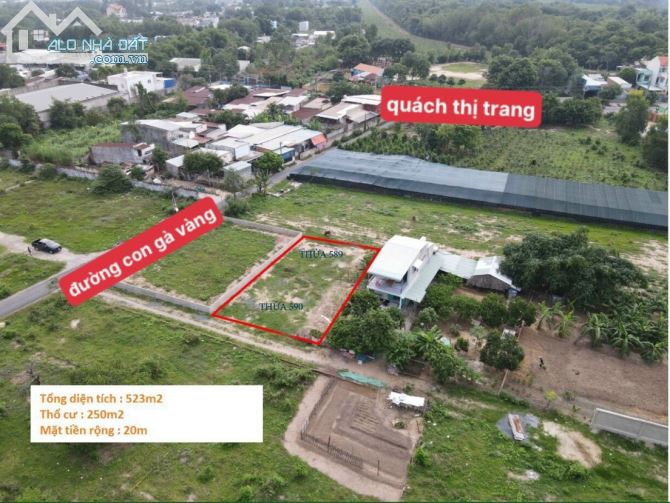 ALO NHÀ ĐẤT
.com.vn
quách thị trang
đường con gà vàng
THỬA 589
THỬA 590
Tổng diện tích : 523m2
Thổ cư : 250m2
Mặt tiền rộng : 20m